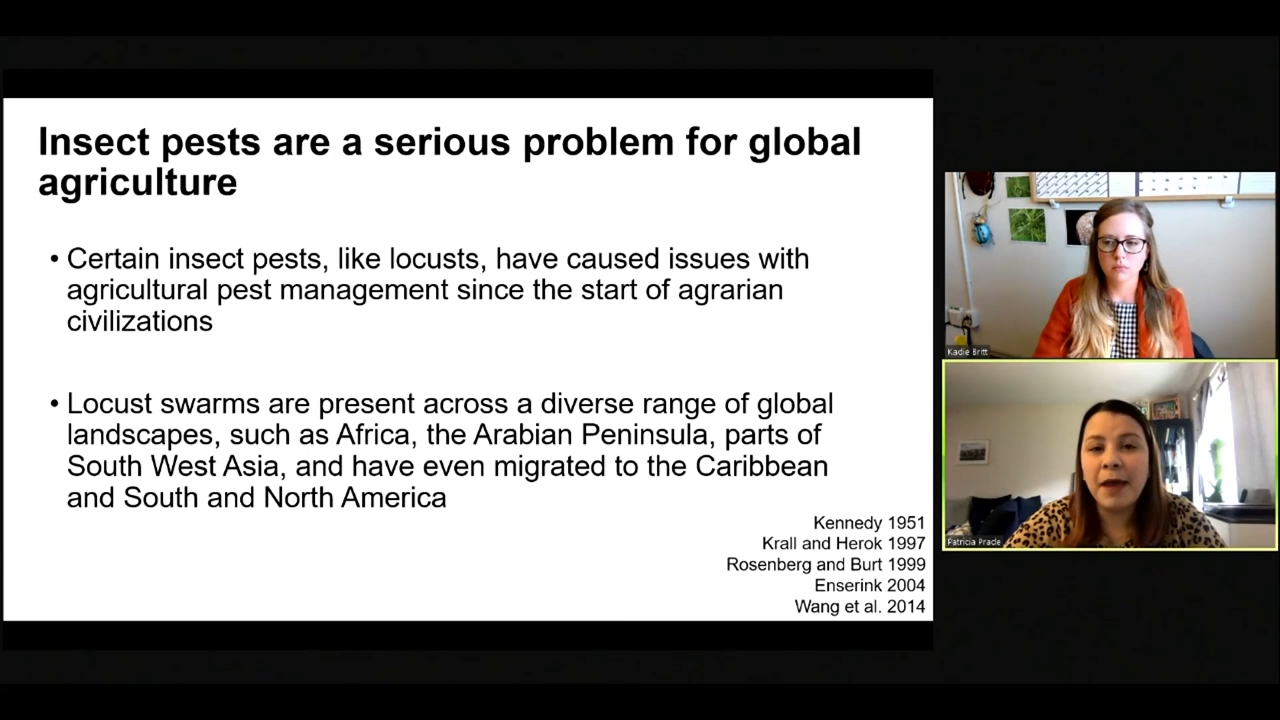 Insect pests are a serious problem for global
agriculture
• Certain insect pests, like locusts, have caused issues with
agricultural pest management since the start of agrarian
civilizations
• Locust swarms are present across a diverse range of global
landscapes, such as Africa, the Arabian Peninsula, parts of
South West Asia, and have even migrated to the Caribbean
and South and North America
Kennedy 1951
Krall and Herok 1997
Rosenberg and Burt 1999
Enserink 2004
Wang et al. 2014
Kadie Britt
Patricia Prade